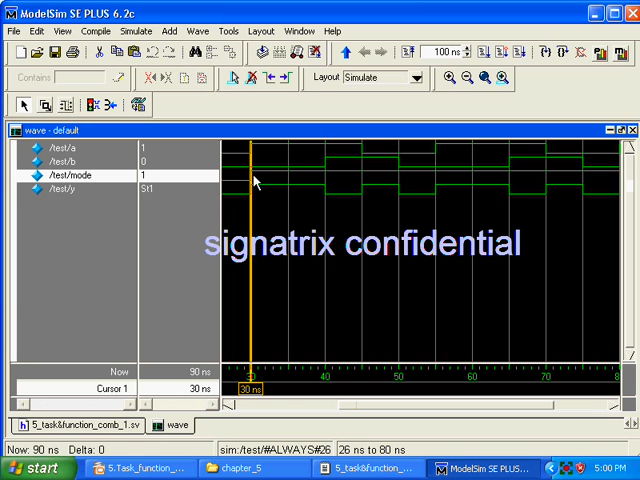 ModelSim SE PLUS 6.2c
File Edit View Compile Simulate Add Wave Tools Layout Window Help
100 ns
Contains
Layout Simulate
wave - default
/test/a 1
/test/b 0
/test/mode 1
/test/y St1
signatrix confidential
Now 90 ns
30 40 50 60 70 8
Cursor 1 30 ns
30 ns
5_task&function_comb_1.sv wave
Now: 90 ns Delta: 0 sim:/test/#ALWAYS#26 26 ns to 80 ns
start 5.Task_function_... chapter_5 5_task&function_co... ModelSim SE PLUS... 5:00 PM